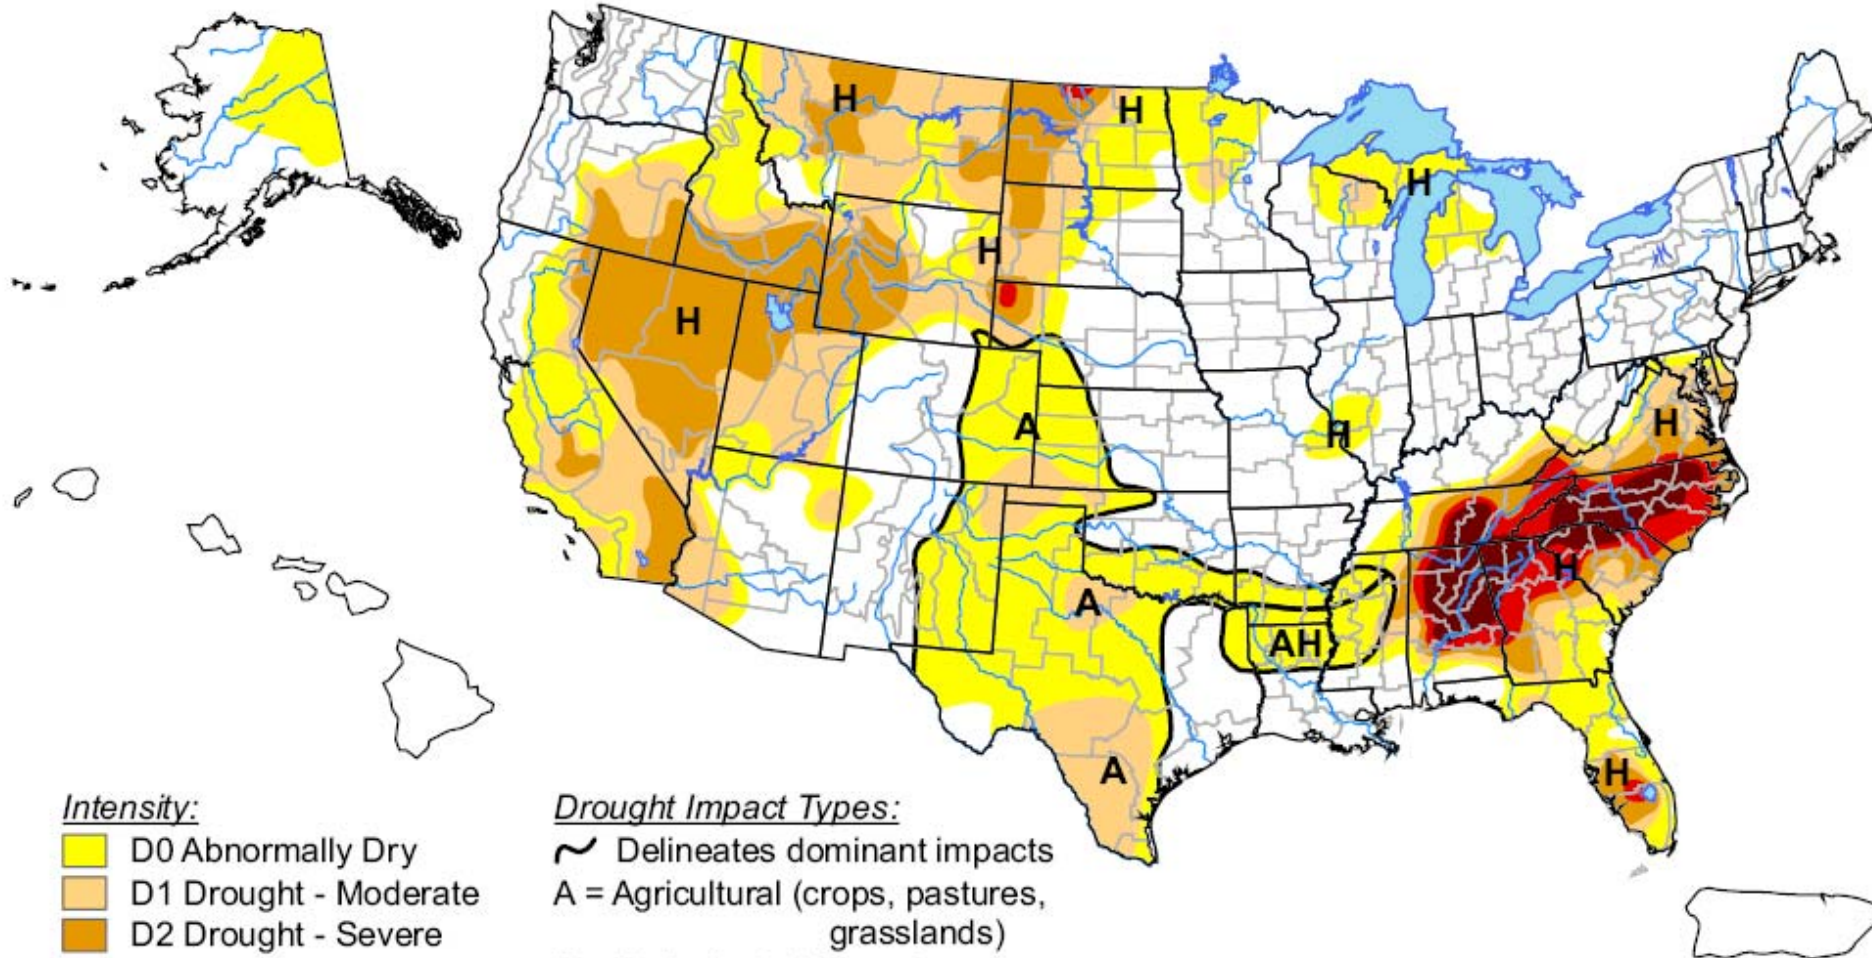 H
H
H
H
H
A
H
H
H
A
AH
A
H
Intensity:
D0 Abnormally Dry
D1 Drought - Moderate
D2 Drought - Severe
Drought Impact Types:
Delineates dominant impacts
A = Agricultural (crops, pastures,
grasslands)